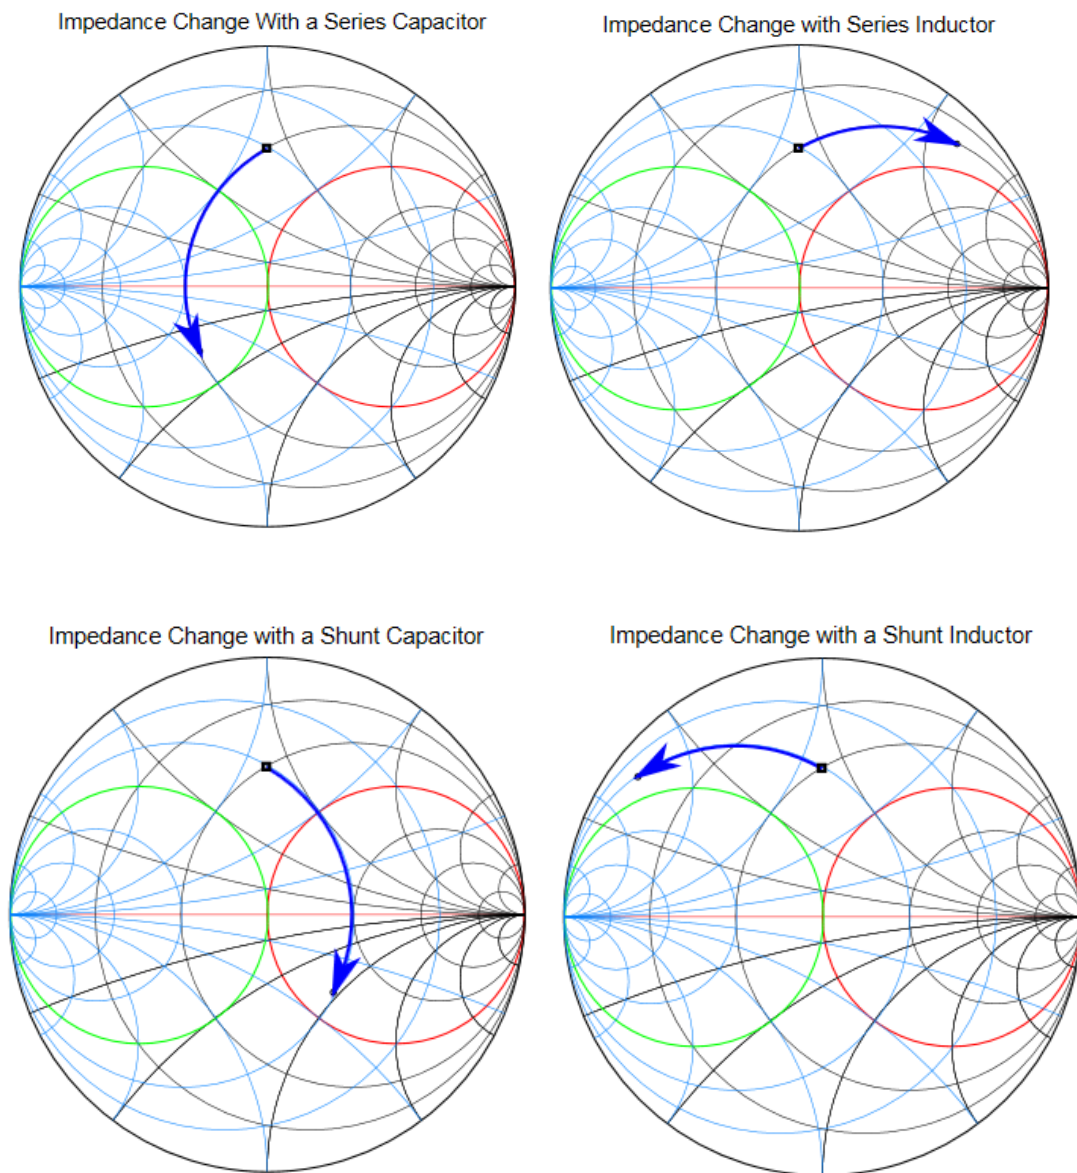 Impedance Change With a Series Capacitor
Impedance Change with Series Inductor
Impedance Change with a Shunt Capacitor
Impedance Change with a Shunt Inductor